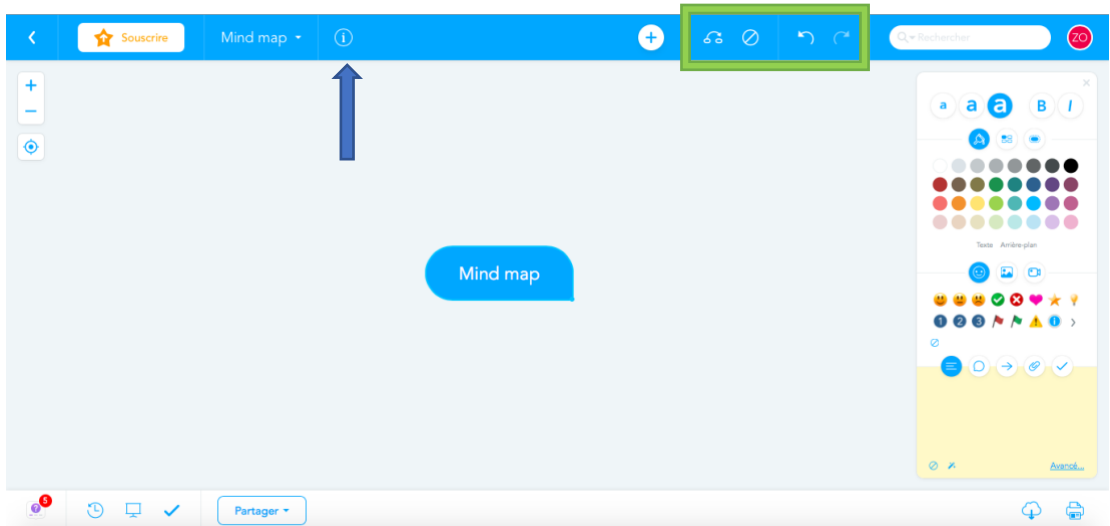 Souscrire
Mind map
Rechercher
ZO
a a a B I
Mind map
Texte Arrière-plan
1 2 3
Avancé...
5
Partager